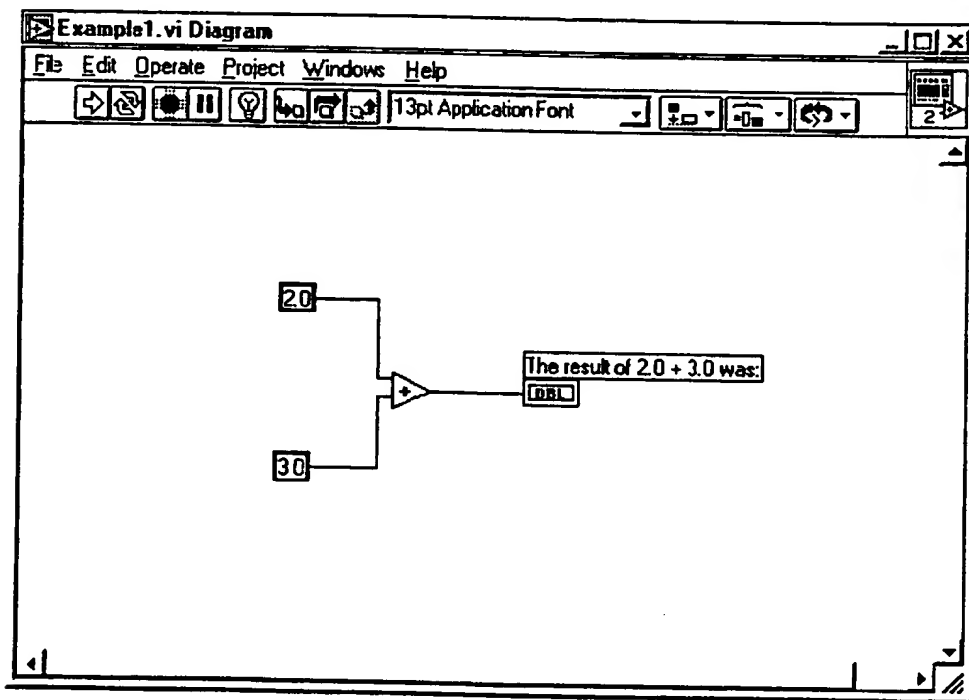 Example1.vi Diagram
File Edit Operate Project Windows Help
13pt Application Font
2
2.0
The result of 2.0 + 3.0 was:
+
DBL
3.0